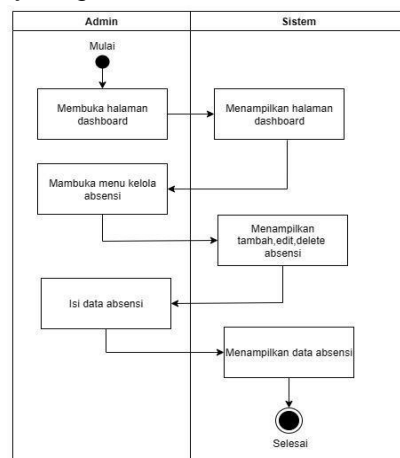 Admin
Sistem
Mulai
Membuka halaman
dashboard
Menampilkan halaman
dashboard
Mambuka menu kelola
absensi
Menampilkan
tambah,edit,delete
absensi
Isi data absensi
Menampilkan data absensi
Selesai